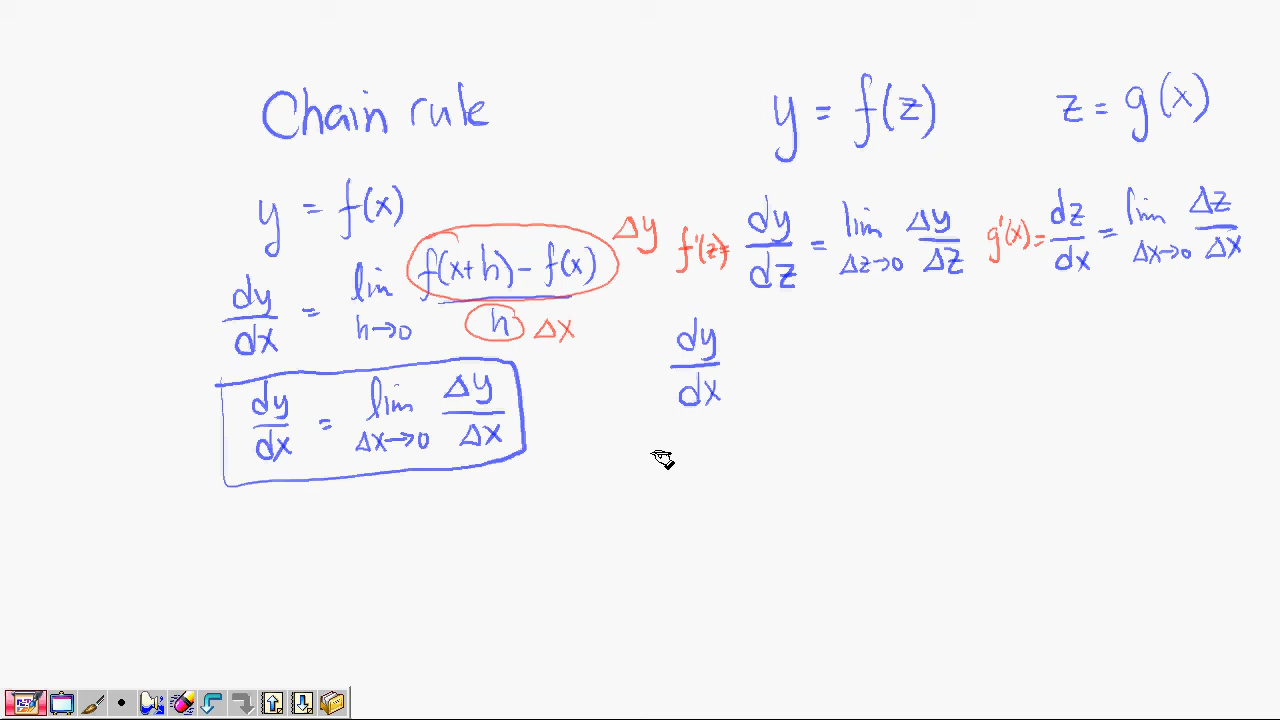 Chain rule
y = f(x)
dy/dx = lim h→0 f(x+h) – f(x) / h
Δy
Δx
dy/dx = lim Δx→0 Δy/Δx
y = f(z)
z = g(x)
f'(z) = dy/dz = lim Δz→0 Δy/Δz
g'(x) = dz/dx = lim Δx→0 Δz/Δx
dy/dx